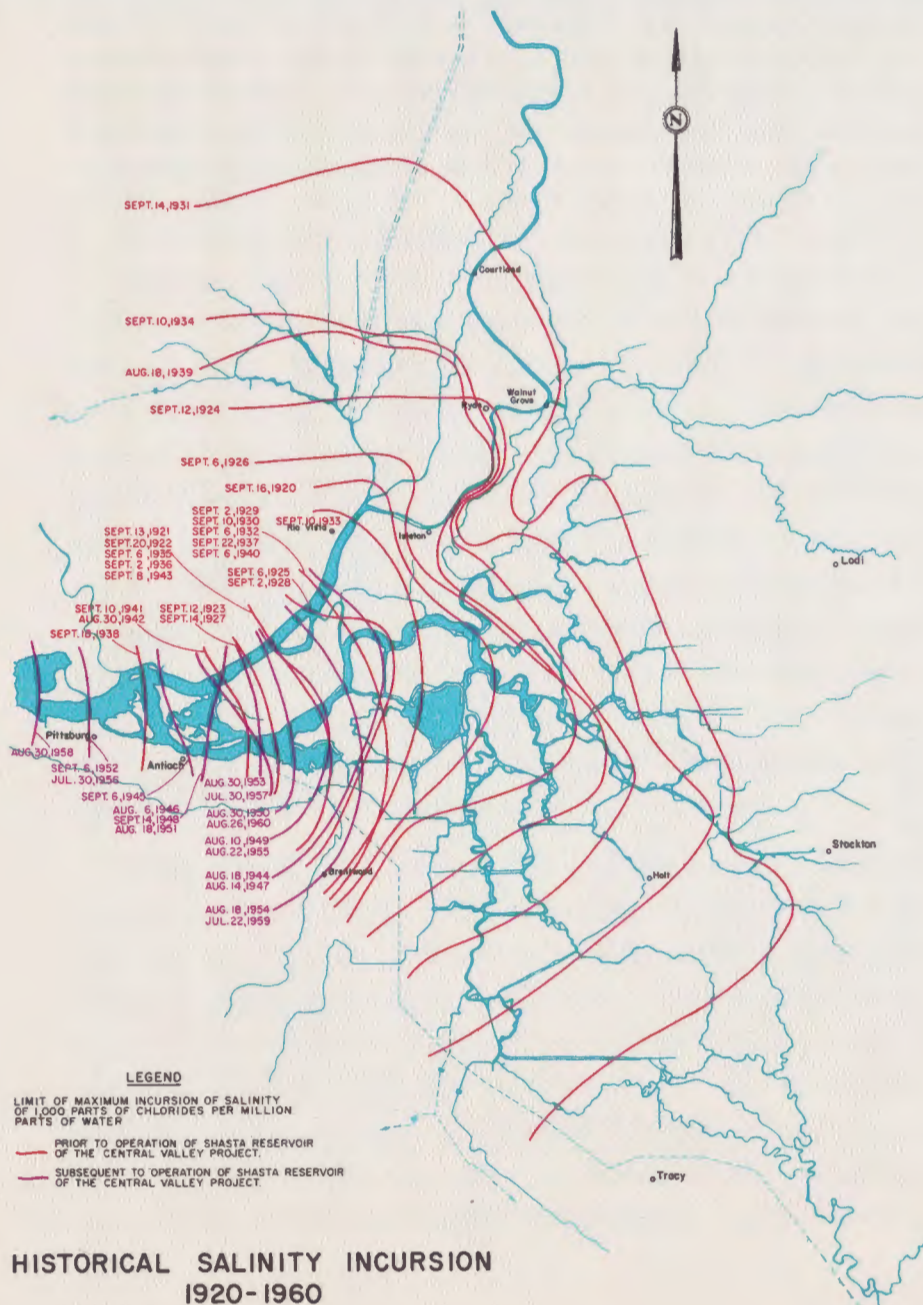 N
SEPT. 14, 1931
Courtland
SEPT. 10, 1934
AUG. 18, 1939
SEPT. 12, 1924
Ryde
Walnut
Grove
SEPT. 6, 1926
SEPT. 16, 1920
SEPT. 2, 1929
SEPT. 10, 1930
SEPT. 6, 1932
SEPT. 22, 1937
SEPT. 6, 1940
SEPT. 10, 1933
Rio Vista
Isleton
Lodi
SEPT. 13, 1921
SEPT. 20, 1922
SEPT. 6, 1935
SEPT. 2, 1936
SEPT. 8, 1943
SEPT. 6, 1925
SEPT. 2, 1928
SEPT. 10, 1941
AUG. 30, 1942
SEPT. 12, 1923
SEPT. 14, 1927
SEPT. 18, 1938
Pittsburg
AUG. 30, 1958
SEPT. 6, 1952
JUL. 30, 1956
Antioch
SEPT. 6, 1945
AUG. 6, 1946
SEPT. 14, 1948
AUG. 18, 1951
AUG. 30, 1953
JUL. 30, 1957
AUG. 30, 1950
AUG. 26, 1960
AUG. 10, 1949
AUG. 22, 1955
AUG. 18, 1944
AUG. 14, 1947
AUG. 18, 1954
JUL. 22, 1959
Brentwood
Holt
Stockton
Tracy
LEGEND
LIMIT OF MAXIMUM INCURSION OF SALINITY
OF 1,000 PARTS OF CHLORIDES PER MILLION
PARTS OF WATER
PRIOR TO OPERATION OF SHASTA RESERVOIR
OF THE CENTRAL VALLEY PROJECT.
SUBSEQUENT TO OPERATION OF SHASTA RESERVOIR
OF THE CENTRAL VALLEY PROJECT.
HISTORICAL SALINITY INCURSION
1920-1960